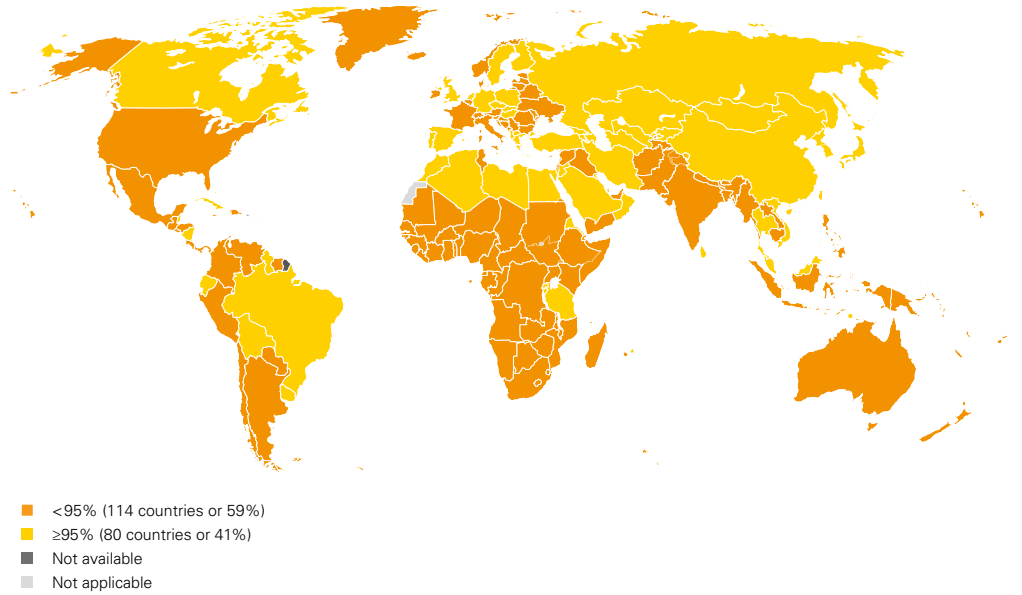 <95% (114 countries or 59%)
≥95% (80 countries or 41%)
Not available
Not applicable